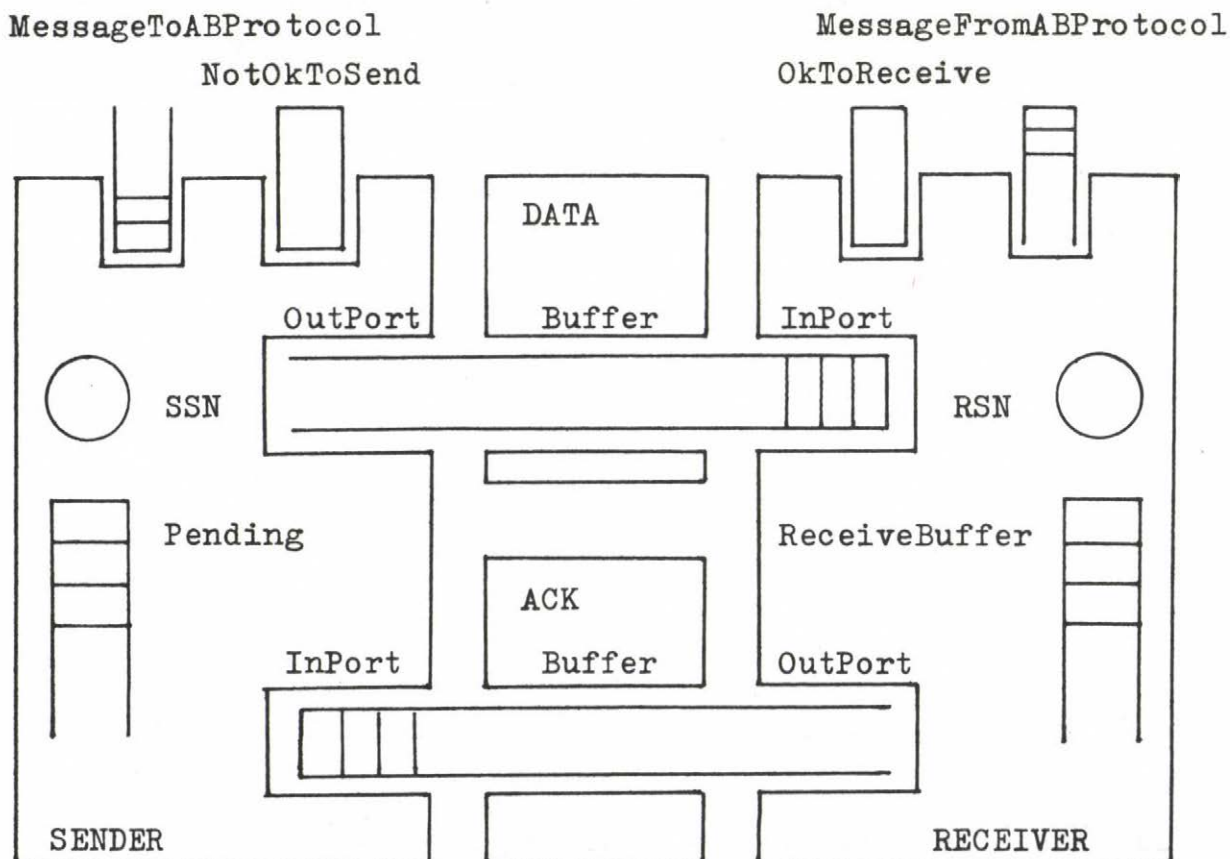 MessageToABProtocol MessageFromABProtocol
NotOkToSend OkToReceive
DATA
OutPort Buffer InPort
SSN RSN
Pending ReceiveBuffer
ACK
InPort Buffer OutPort
SENDER RECEIVER